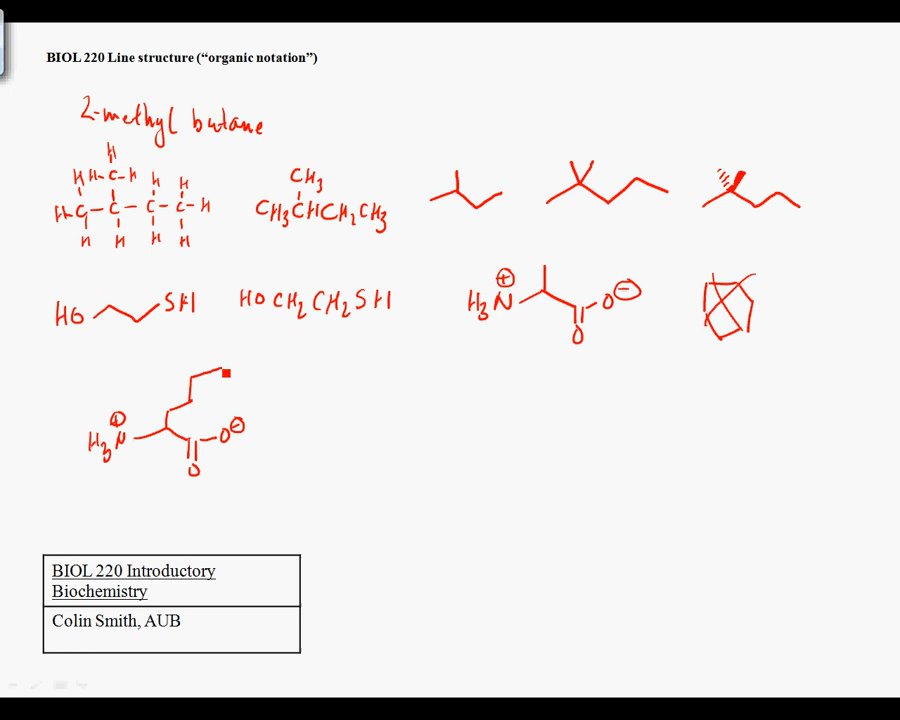 BIOL 220 Line structure (“organic notation”)
2-methyl butane
H
H H-C-H H H
H-C-C-C-C-H
H H H H
CH3
CH3CHCH2CH3
HO SH
HOCH2CH2SH
H3N + O −
O
H3N + O −
O
BIOL 220 Introductory
Biochemistry
Colin Smith, AUB